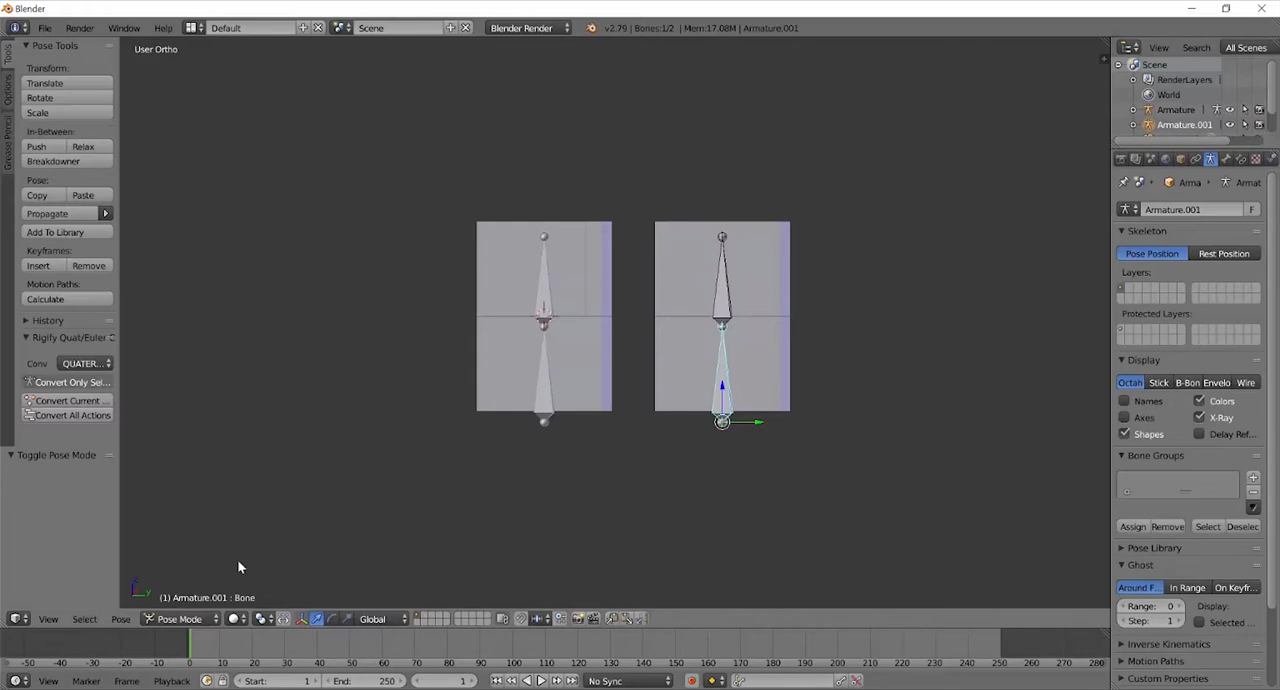 Blender
File Render Window Help Default Scene Blender Render v2.79 | Bones:1/2 | Mem:17.08M | Armature.001
View Search All Scenes
Tools
Options
Grease Pencil
Pose Tools
Transform:
Translate
Rotate
Scale
In-Between:
Push Relax
Breakdowner
Pose:
Copy Paste
Propagate
Add To Library
Keyframes:
Insert Remove
Motion Paths:
Calculate
History
Rigify Quat/Euler C
Conv QUATER...
Convert Only Sel...
Convert Current ...
Convert All Actions
Toggle Pose Mode
User Ortho
z
y
(1) Armature.001 : Bone
Scene
RenderLayers
World
Armature
Armature.001
Arma Armat
Armature.001 F
Skeleton
Pose Position Rest Position
Layers:
Protected Layers:
Display
Octah Stick B-Bon Envelo Wire
Names Colors
Axes X-Ray
Shapes Delay Ref...
Bone Groups
Assign Remove Select Deselec
Pose Library
Ghost
Around F... In Range On Keyfr...
Range: 0 Display:
Step: 1 Selected ...
Inverse Kinematics
Motion Paths
Custom Properties
View Select Pose Pose Mode Global
-50 -40 -30 -20 -10 0 10 20 30 40 50 60 70 80 90 100 110 120 130 140 150 160 170 180 190 200 210 220 230 240 250 260 270 280
View Marker Frame Playback Start: 1 End: 250 1 No Sync